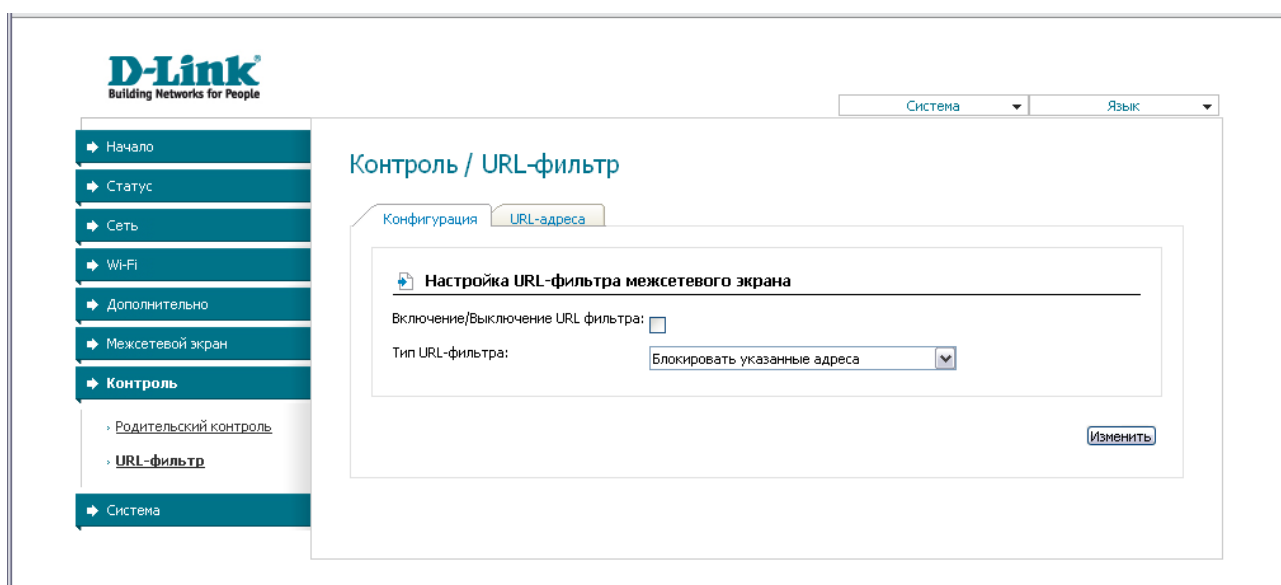 D-Link
Building Networks for People
Система
Язык
Начало
Статус
Сеть
Wi-Fi
Дополнительно
Межсетевой экран
Контроль
Родительский контроль
URL-фильтр
Система
Контроль / URL-фильтр
Конфигурация
URL-адреса
Настройка URL-фильтра межсетевого экрана
Включение/Выключение URL фильтра:
Тип URL-фильтра:
Блокировать указанные адреса
Изменить